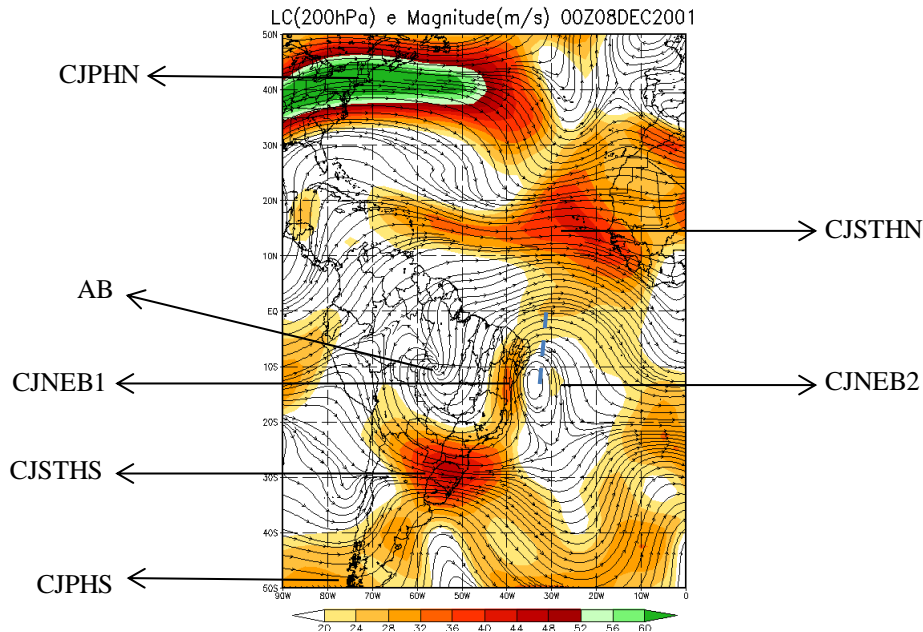 LC(200hPa) e Magnitude(m/s) 00Z08DEC2001
50N
CJPHN
40N
30N
20N
CJSTHN
10N
AB
EQ
10S
CJNEB1
CJNEB2
20S
CJSTHS
30S
40S
CJPHS
50S
90W 80W 70W 60W 50W 40W 30W 20W 10W 0
20 24 28 32 36 40 44 48 52 56 60